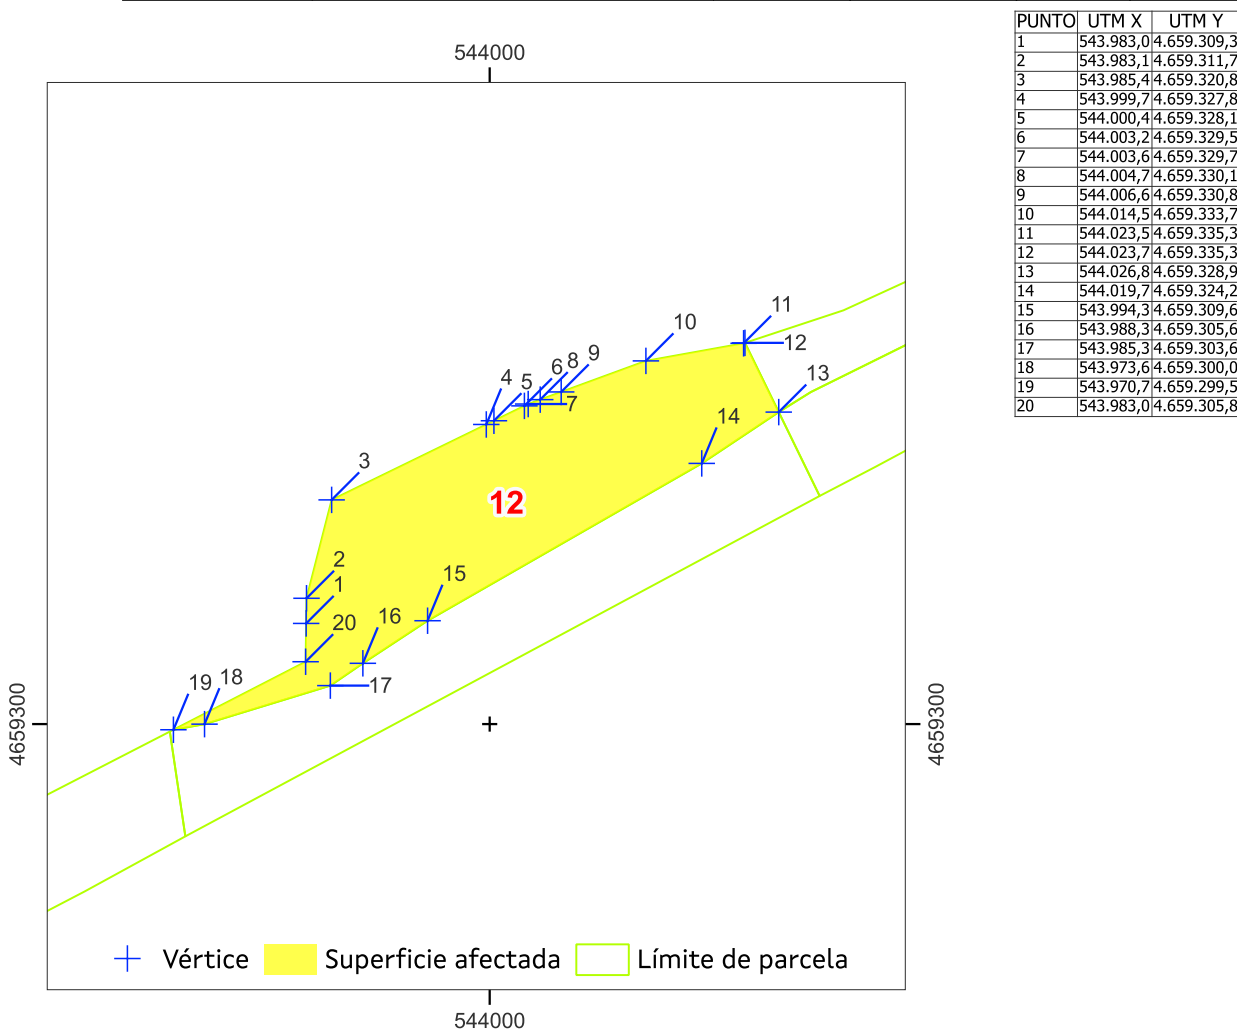 544000
PUNTO UTM X UTM Y
1 543.983,0 4.659.309,3
2 543.983,1 4.659.311,7
3 543.985,4 4.659.320,8
4 543.999,7 4.659.327,8
5 544.000,4 4.659.328,1
6 544.003,2 4.659.329,5
7 544.003,6 4.659.329,7
8 544.004,7 4.659.330,1
9 544.006,6 4.659.330,8
10 544.014,5 4.659.333,7
11 544.023,5 4.659.335,3
12 544.023,7 4.659.335,3
13 544.026,8 4.659.328,9
14 544.019,7 4.659.324,2
15 543.994,3 4.659.309,6
16 543.988,3 4.659.305,6
17 543.985,3 4.659.303,6
18 543.973,6 4.659.300,0
19 543.970,7 4.659.299,5
20 543.983,0 4.659.305,8
11
10
12
9
8
6
13
4
5
7
14
3
12
2
15
1
16
20
18
19
17
4659300
4659300
Vértice Superficie afectada Límite de parcela
544000